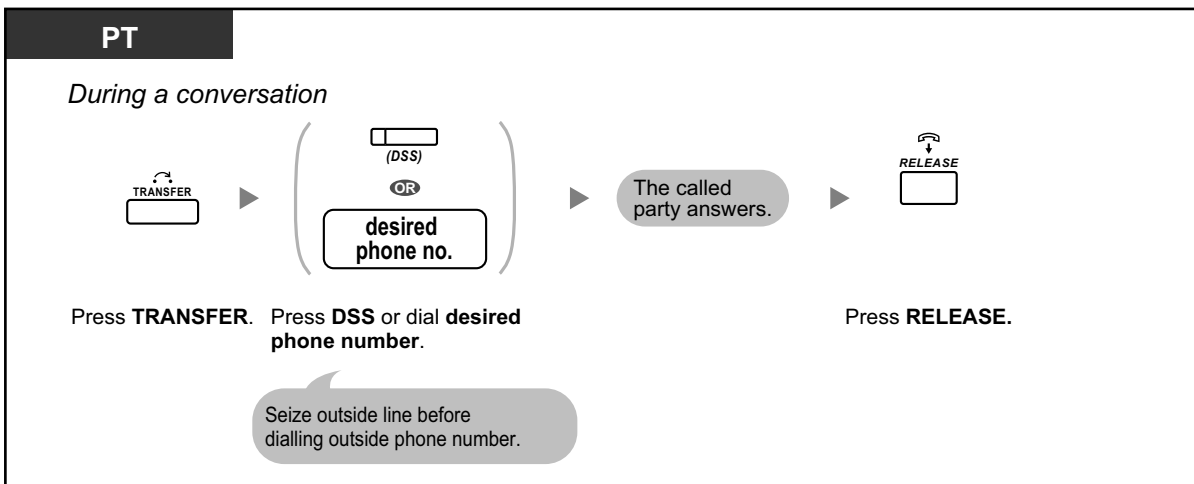 PT
During a conversation
TRANSFER
(DSS)
OR
desired
phone no.
The called
party answers.
RELEASE
Press TRANSFER.
Press DSS or dial desired
phone number.
Press RELEASE.
Seize outside line before
dialling outside phone number.